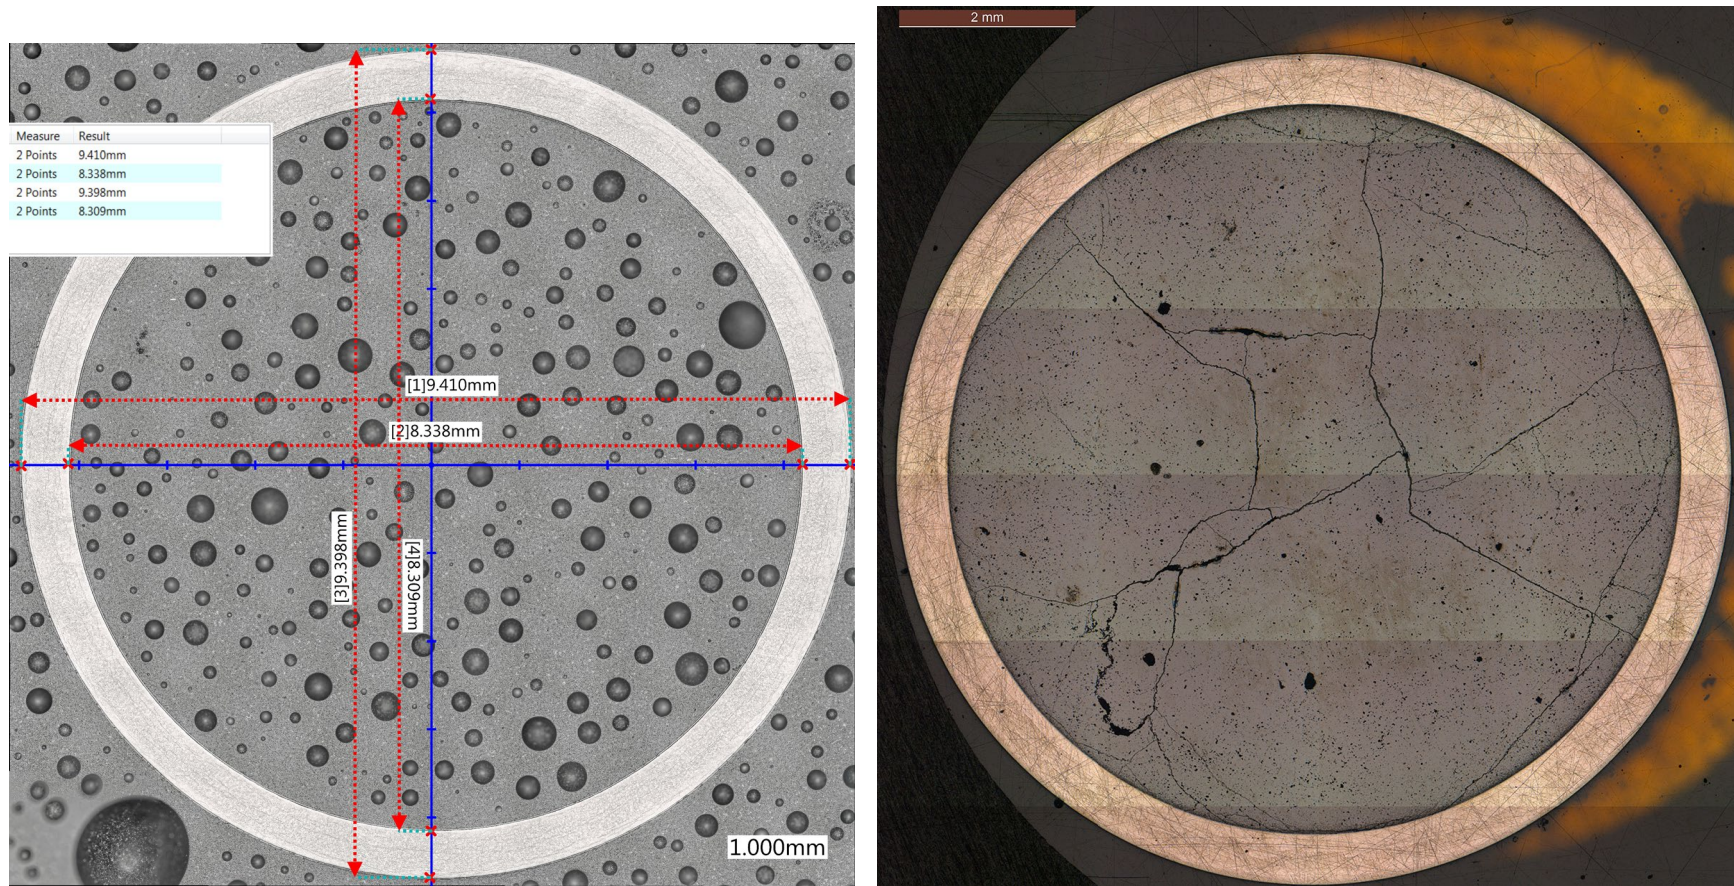 2 mm
Measure Result
2 Points 9.410mm
2 Points 8.338mm
2 Points 9.398mm
2 Points 8.309mm
[1]9.410mm
[2]8.338mm
[3]9.398mm
[4]8.309mm
1.000mm